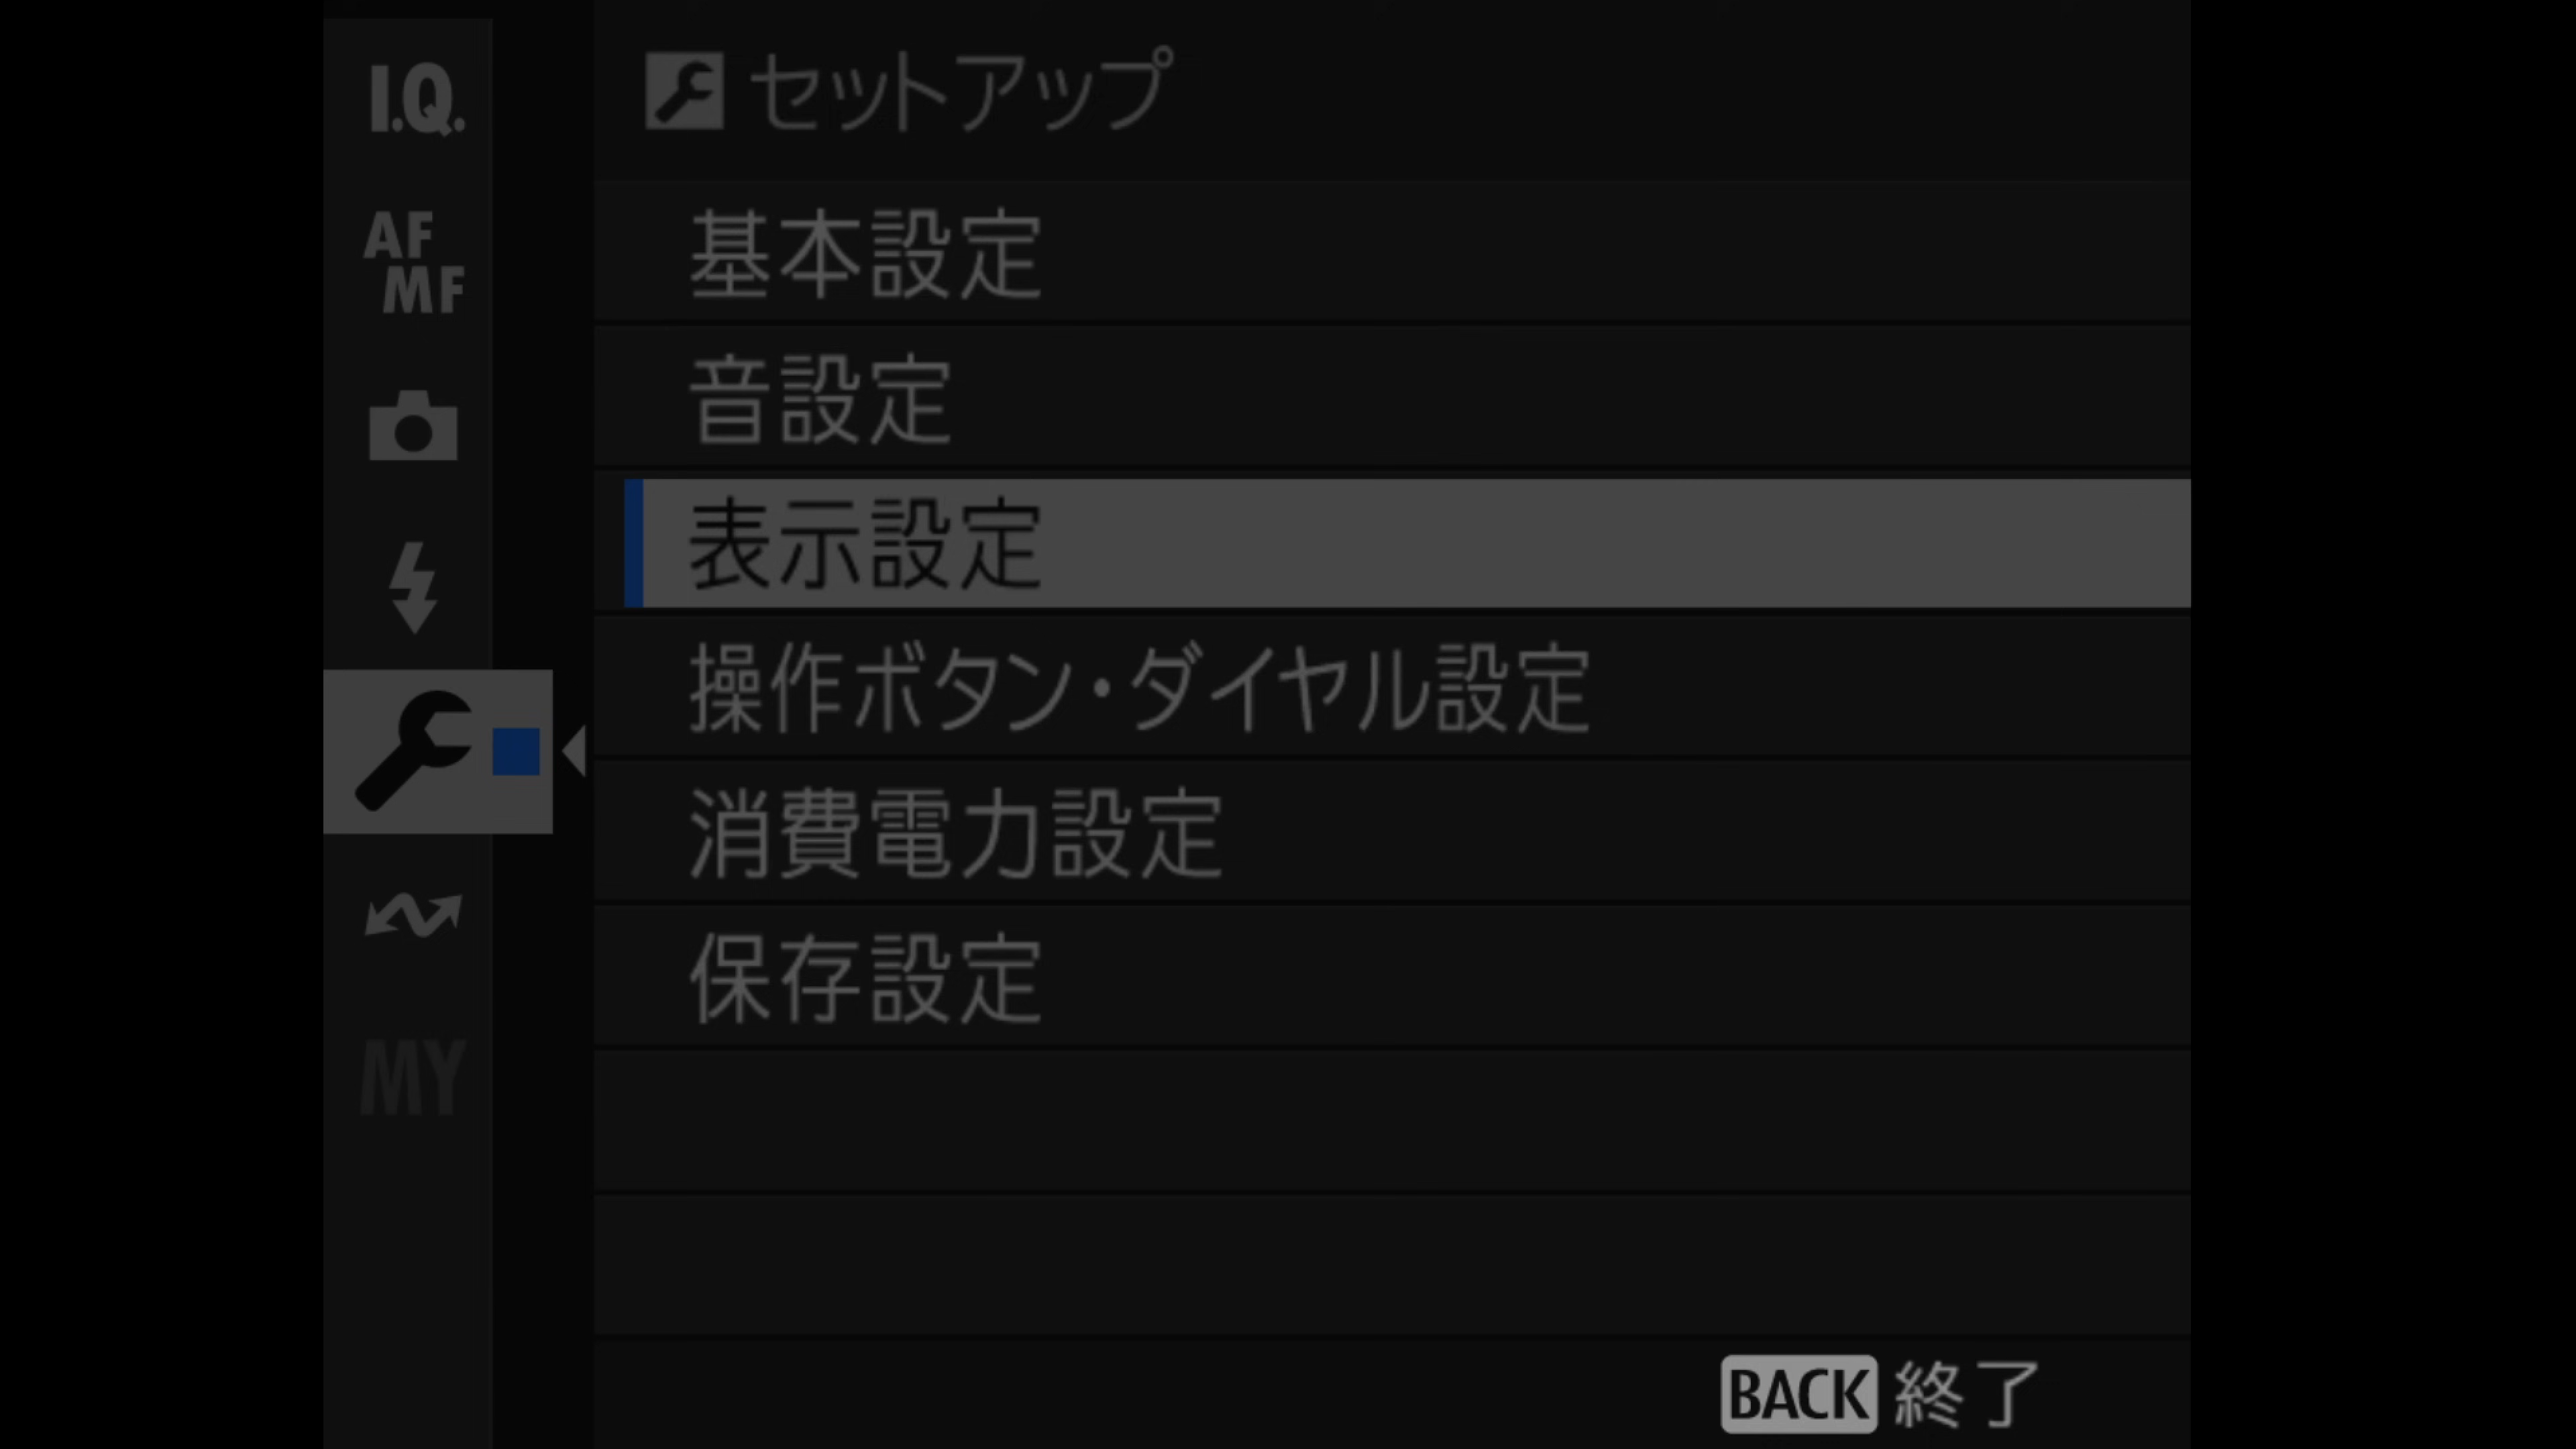 I.Q.
AF
MF
MY
セットアップ
基本設定
音設定
表示設定
操作ボタン・ダイヤル設定
消費電力設定
保存設定
BACK 終了